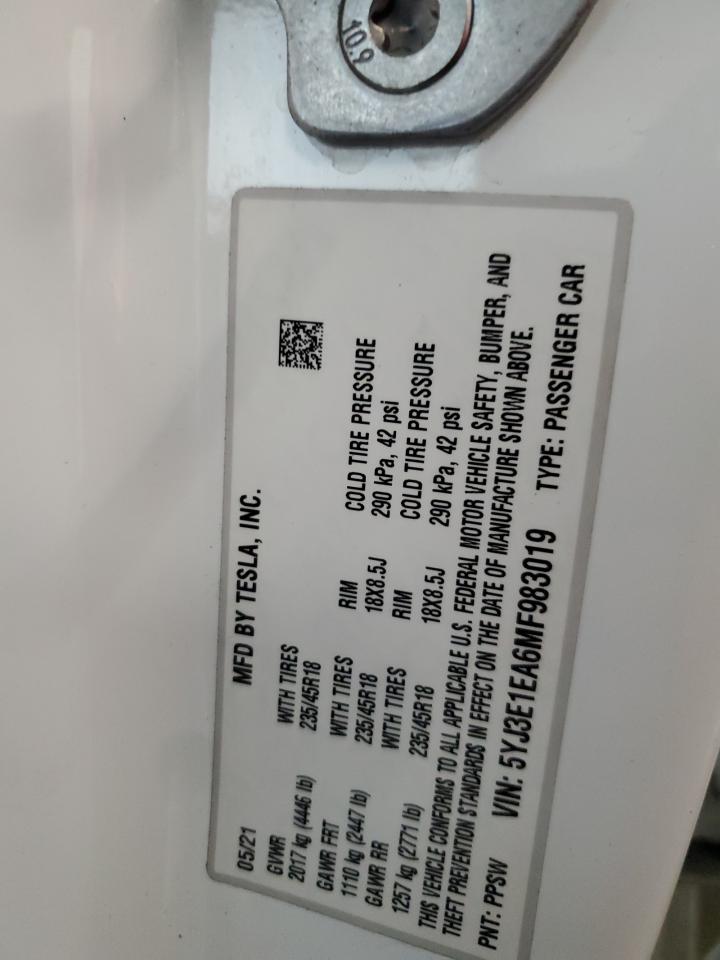 10.9
MFD BY TESLA, INC.
05/21
GVWR WITH TIRES
2017 kg (4446 lb) 235/45R18
GAWR FRT WITH TIRES RIM COLD TIRE PRESSURE
1110 kg (2447 lb) 235/45R18 18X8.5J 290 kPa, 42 psi
GAWR RR WITH TIRES RIM COLD TIRE PRESSURE
1257 kg (2771 lb) 235/45R18 18X8.5J 290 kPa, 42 psi
THIS VEHICLE CONFORMS TO ALL APPLICABLE U.S. FEDERAL MOTOR VEHICLE SAFETY, BUMPER, AND
THEFT PREVENTION STANDARDS IN EFFECT ON THE DATE OF MANUFACTURE SHOWN ABOVE.
PNT: PPSW VIN: 5YJ3E1EA6MF983019 TYPE: PASSENGER CAR